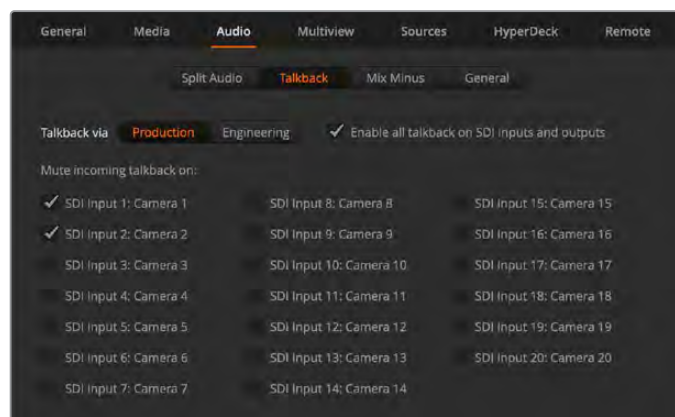 General Media Audio Multiview Sources HyperDeck Remote
Split Audio Talkback Mix Minus General
Talkback via Production Engineering Enable all talkback on SDI inputs and outputs
Mute incoming talkback on:
SDI Input 1: Camera 1 SDI Input 8: Camera 8 SDI Input 15: Camera 15
SDI Input 2: Camera 2 SDI Input 9: Camera 9 SDI Input 16: Camera 16
SDI Input 3: Camera 3 SDI Input 10: Camera 10 SDI Input 17: Camera 17
SDI Input 4: Camera 4 SDI Input 11: Camera 11 SDI Input 18: Camera 18
SDI Input 5: Camera 5 SDI Input 12: Camera 12 SDI Input 19: Camera 19
SDI Input 6: Camera 6 SDI Input 13: Camera 13 SDI Input 20: Camera 20
SDI Input 7: Camera 7 SDI Input 14: Camera 14